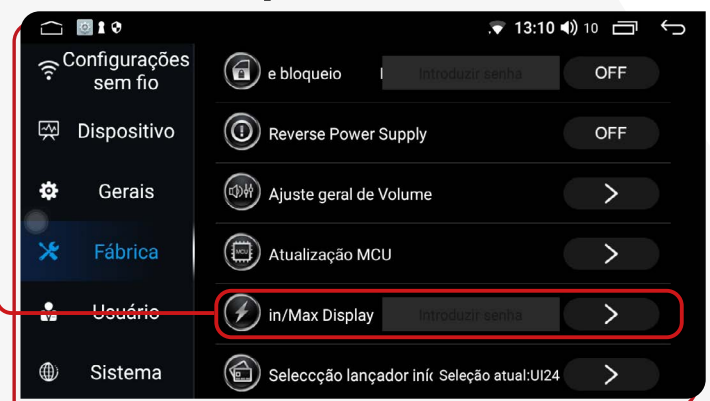 13:10 10
Configurações
sem fio
Dispositivo
Gerais
Fábrica
Usuário
Sistema
e bloqueio Introduzir senha OFF
Reverse Power Supply OFF
Ajuste geral de Volume
MCU Atualização MCU
in/Max Display Introduzir senha
Seleccção lançador iníc Seleção atual:UI24